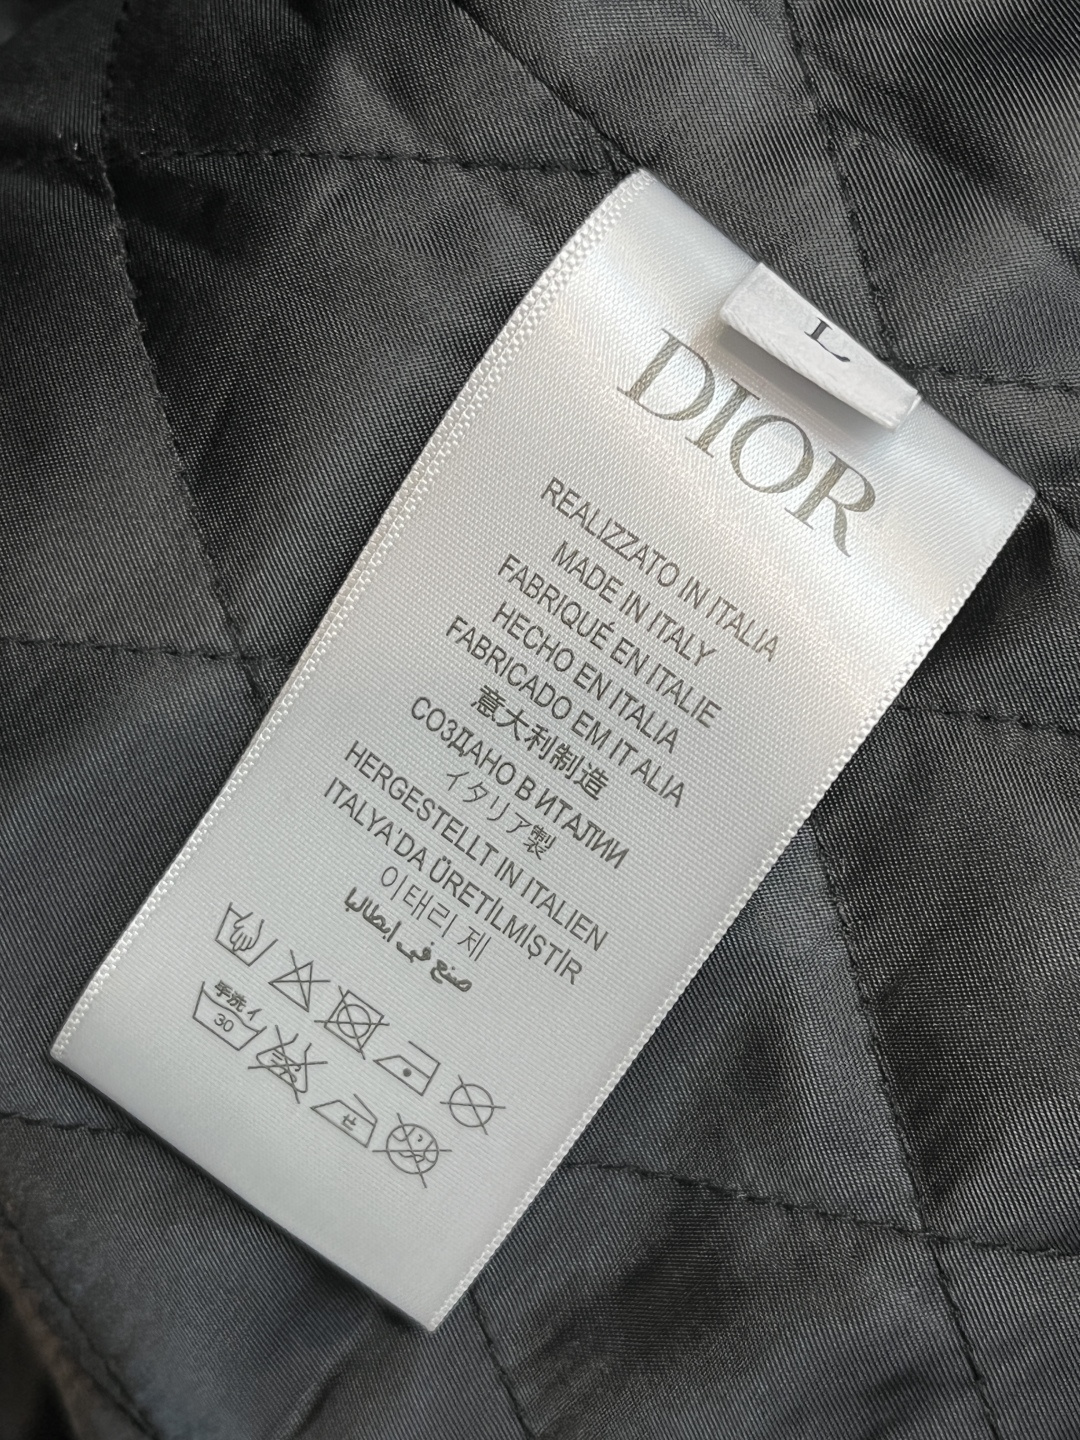 L
DIOR
REALIZZATO IN ITALIA
MADE IN ITALY
FABRIQUÉ EN ITALIE
HECHO EN ITALIA
FABRICADO EM IT ALIA
意大利制造
СОЗДАНО В ИТАЛИИ
イタリア製
HERGESTELLT IN ITALIEN
ITALYA'DA ÜRETİLMİŞTİR
이태리 제
صنع في ايطاليا
手洗イ
30
セ